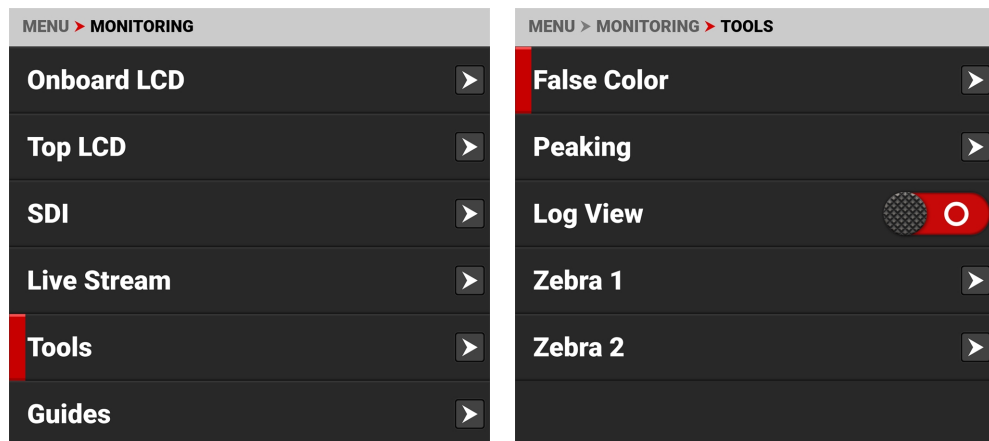 MENU > MONITORING
Onboard LCD
Top LCD
SDI
Live Stream
Tools
Guides
MENU > MONITORING > TOOLS
False Color
Peaking
Log View
Zebra 1
Zebra 2